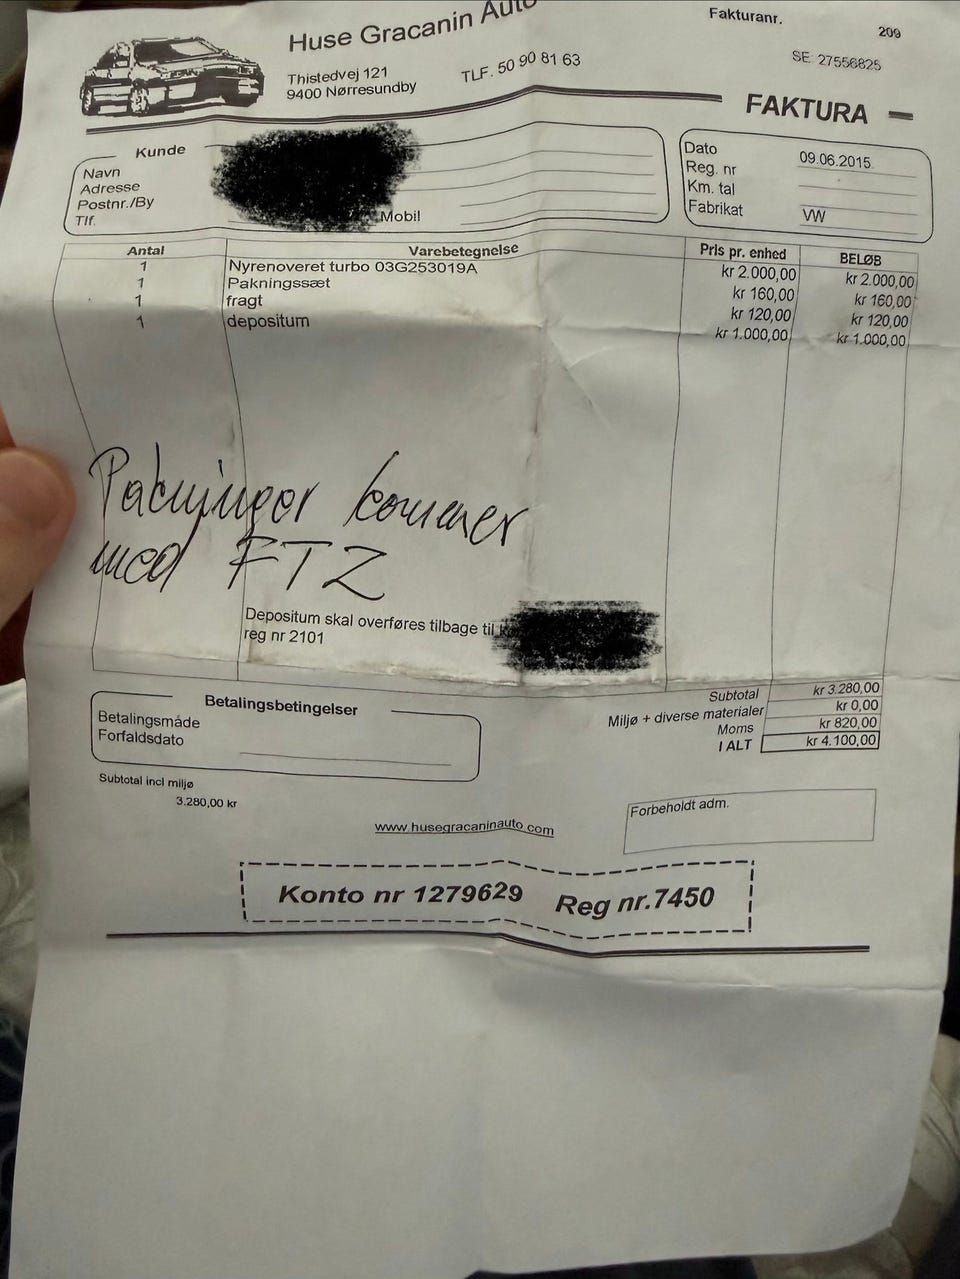 Huse Gracanin Auto
Fakturanr.
209
Thistedvej 121
9400 Nørresundby
TLF. 50 90 81 63
SE 27556825
FAKTURA
Kunde
Navn
Adresse
Postnr./By
Tlf.
Mobil
Dato 09.06.2015
Reg. nr
Km. tal
Fabrikat VW
Antal Varebetegnelse Pris pr. enhed BELØB
1 Nyrenoveret turbo 03G253019A kr 2.000,00 kr 2.000,00
1 Pakningssæt kr 160,00 kr 160,00
1 fragt kr 120,00 kr 120,00
1 depositum kr 1.000,00 kr 1.000,00
Pakninger kommer
med FTZ
Depositum skal overføres tilbage til
reg nr 2101
Subtotal kr 3.280,00
Miljø + diverse materialer kr 0,00
Moms kr 820,00
I ALT kr 4.100,00
Betalingsbetingelser
Betalingsmåde
Forfaldsdato
Subtotal incl miljø
3.280,00 kr
Forbeholdt adm.
www.husegracaninauto.com
Konto nr 1279629 Reg nr.7450